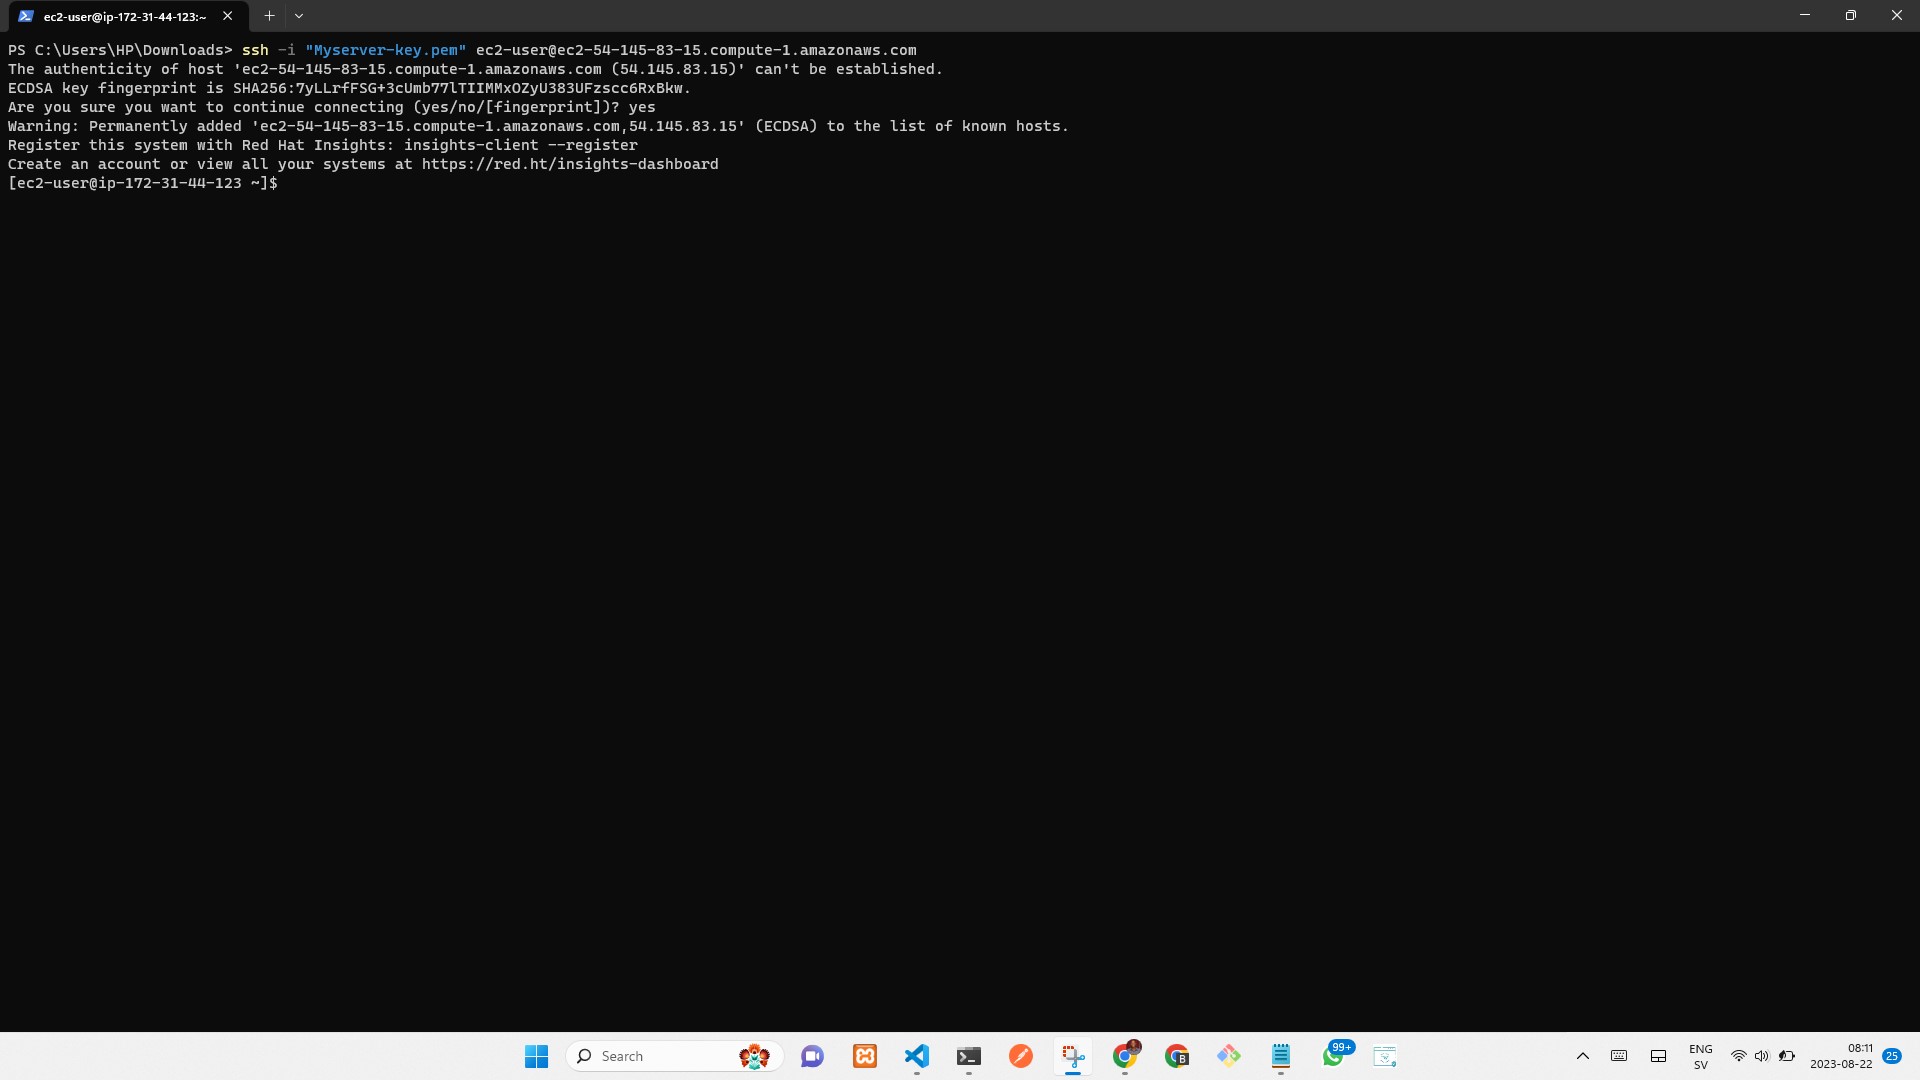 ec2-user@ip-172-31-44-123:~
PS C:\Users\HP\Downloads> ssh -i "Myserver-key.pem" ec2-user@ec2-54-145-83-15.compute-1.amazonaws.com
The authenticity of host 'ec2-54-145-83-15.compute-1.amazonaws.com (54.145.83.15)' can't be established.
ECDSA key fingerprint is SHA256:7yLLrfFSG+3cUmb77lTIIMMxOZyU383UFzscc6RxBkw.
Are you sure you want to continue connecting (yes/no/[fingerprint])? yes
Warning: Permanently added 'ec2-54-145-83-15.compute-1.amazonaws.com,54.145.83.15' (ECDSA) to the list of known hosts.
Register this system with Red Hat Insights: insights-client --register
Create an account or view all your systems at https://red.ht/insights-dashboard
[ec2-user@ip-172-31-44-123 ~]$
Search
B
99+
ENG
SV
08:11
2023-08-22
25